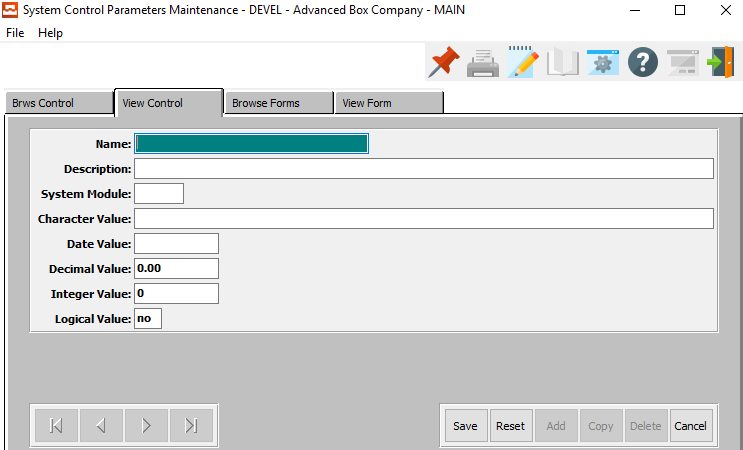 System Control Parameters Maintenance - DEVEL - Advanced Box Company - MAIN
File Help
Brws Control View Control Browse Forms View Form
Name:
Description:
System Module:
Character Value:
Date Value:
Decimal Value: 0.00
Integer Value: 0
Logical Value: no
Save Reset Add Copy Delete Cancel